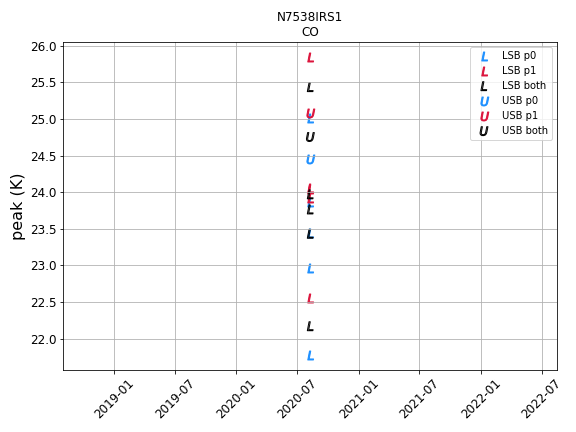 N7538IRS1
CO
peak (K)
26.0
25.5
25.0
24.5
24.0
23.5
23.0
22.5
22.0
2019-01
2019-07
2020-01
2020-07
2021-01
2021-07
2022-01
2022-07
L LSB p0
L LSB p1
L LSB both
U USB p0
U USB p1
U USB both
L
L
U
U
U
L
L
L
L
L
L